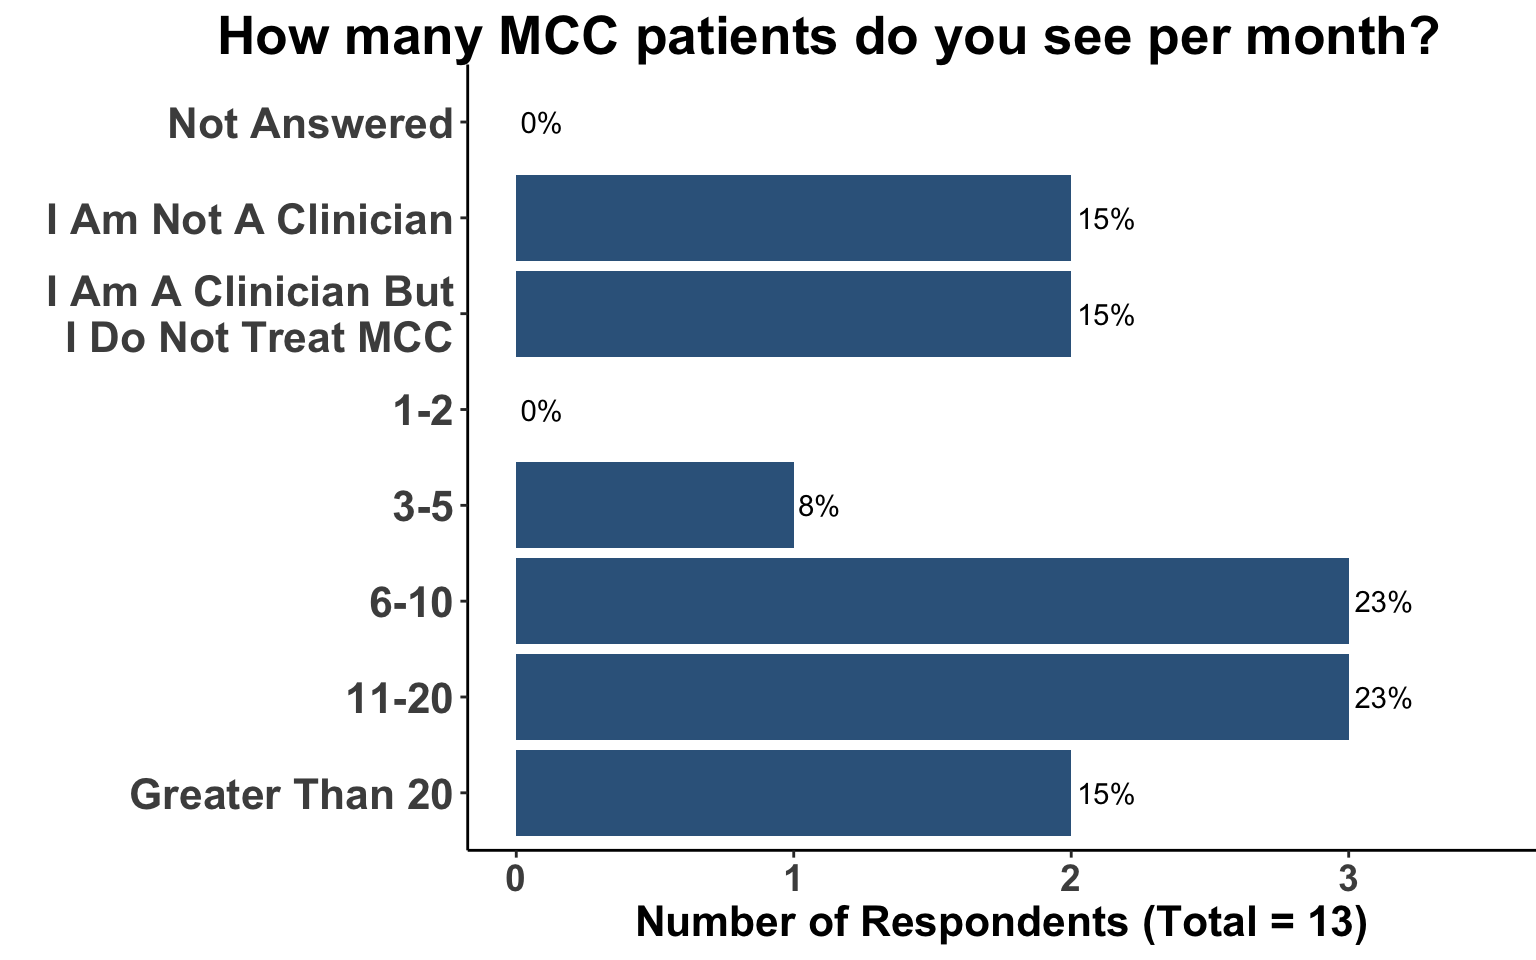 How many MCC patients do you see per month?
Not Answered
0%
I Am Not A Clinician
15%
I Am A Clinician But
I Do Not Treat MCC
15%
1-2
0%
3-5
8%
6-10
23%
11-20
23%
Greater Than 20
15%
0 1 2 3
Number of Respondents (Total = 13)